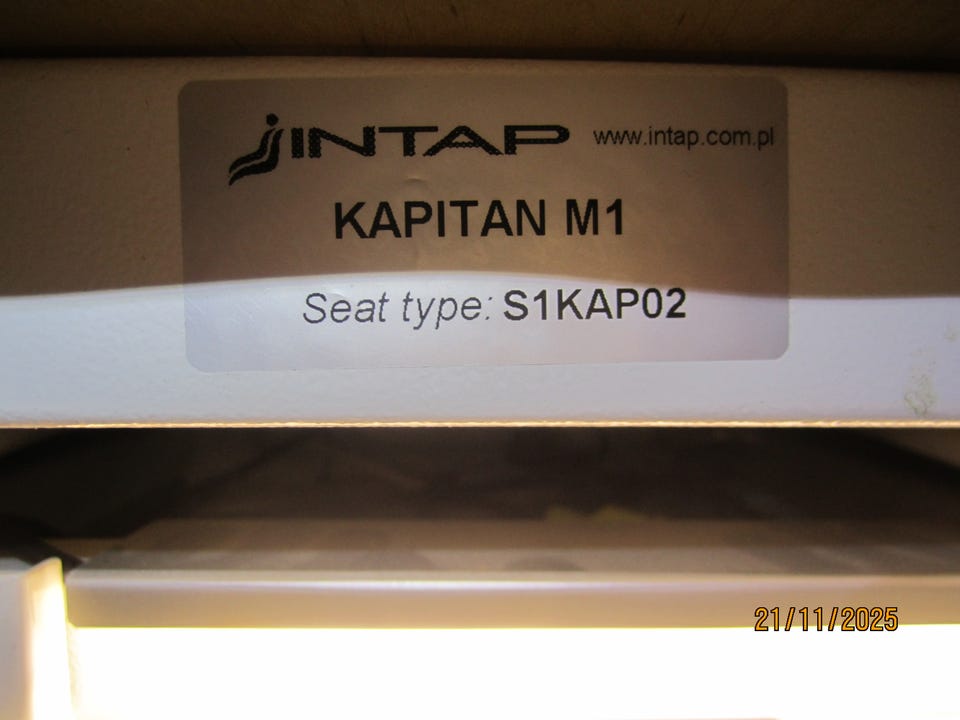 INTAP www.intap.com.pl
KAPITAN M1
Seat type: S1KAP02
21/11/2025